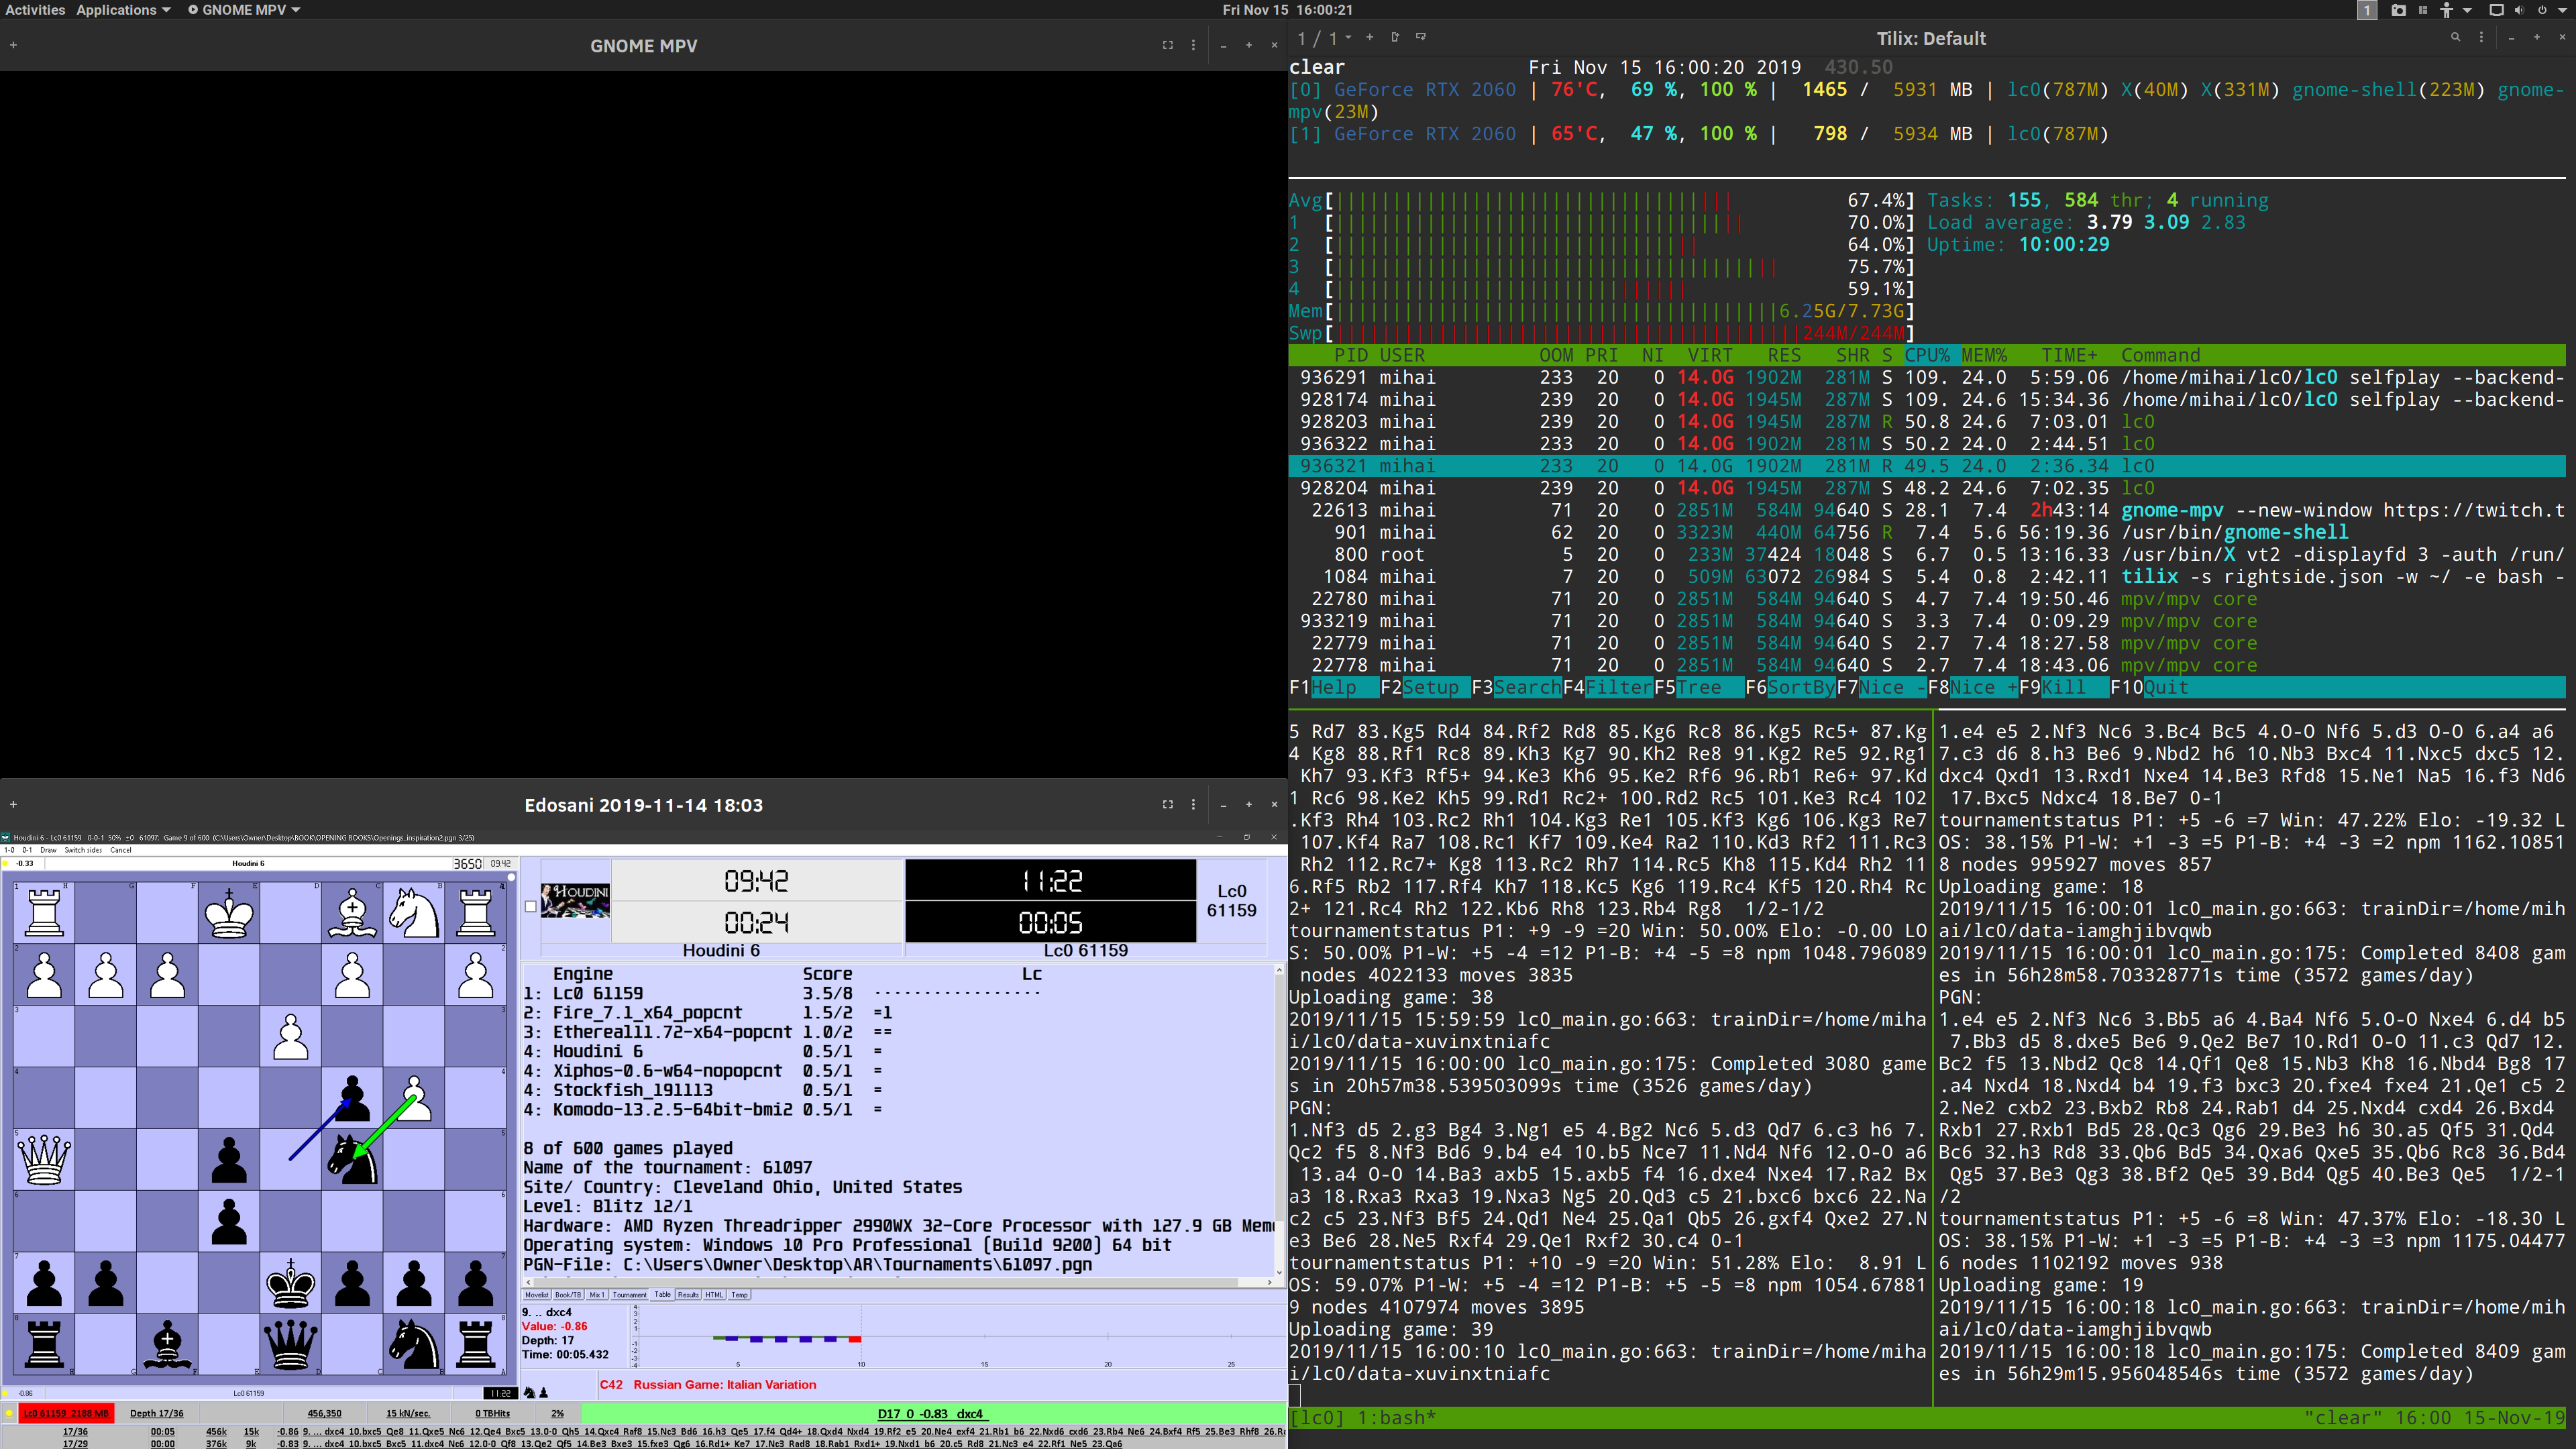 Activities Applications GNOME MPV Fri Nov 15 16:00:21 1
GNOME MPV
1 / 1 Tilix: Default
clear Fri Nov 15 16:00:20 2019 430.50
[0] GeForce RTX 2060 | 76'C, 69 %, 100 % | 1465 / 5931 MB | lc0(787M) X(40M) X(331M) gnome-shell(223M) gnome-
mpv(23M)
[1] GeForce RTX 2060 | 65'C, 47 %, 100 % | 798 / 5934 MB | lc0(787M)
Avg[ 67.4%] Tasks: 155, 584 thr; 4 running
1 [ 70.0%] Load average: 3.79 3.09 2.83
2 [ 64.0%] Uptime: 10:00:29
3 [ 75.7%]
4 [ 59.1%]
Mem[ 6.25G/7.73G]
Swp[ 244M/244M]
PID USER OOM PRI NI VIRT RES SHR S CPU% MEM% TIME+ Command
936291 mihai 233 20 0 14.0G 1902M 281M S 109. 24.0 5:59.06 /home/mihai/lc0/lc0 selfplay --backend-
928174 mihai 239 20 0 14.0G 1945M 287M S 109. 24.6 15:34.36 /home/mihai/lc0/lc0 selfplay --backend-
928203 mihai 239 20 0 14.0G 1945M 287M R 50.8 24.6 7:03.01 lc0
936322 mihai 233 20 0 14.0G 1902M 281M S 50.2 24.0 2:44.51 lc0
936321 mihai 233 20 0 14.0G 1902M 281M R 49.5 24.0 2:36.34 lc0
928204 mihai 239 20 0 14.0G 1945M 287M S 48.2 24.6 7:02.35 lc0
22613 mihai 71 20 0 2851M 584M 94640 S 28.1 7.4 2h43:14 gnome-mpv --new-window https://twitch.t
901 mihai 62 20 0 3323M 440M 64756 R 7.4 5.6 56:19.36 /usr/bin/gnome-shell
800 root 5 20 0 233M 37424 18048 S 6.7 0.5 13:16.33 /usr/bin/X vt2 -displayfd 3 -auth /run/
1084 mihai 7 20 0 509M 63072 26984 S 5.4 0.8 2:42.11 tilix -s rightside.json -w ~/ -e bash -
22780 mihai 71 20 0 2851M 584M 94640 S 4.7 7.4 19:50.46 mpv/mpv core
933219 mihai 71 20 0 2851M 584M 94640 S 3.3 7.4 0:09.29 mpv/mpv core
22779 mihai 71 20 0 2851M 584M 94640 S 2.7 7.4 18:27.58 mpv/mpv core
22778 mihai 71 20 0 2851M 584M 94640 S 2.7 7.4 18:43.06 mpv/mpv core
F1Help F2Setup F3SearchF4FilterF5Tree F6SortByF7Nice -F8Nice +F9Kill F10Quit
5 Rd7 83.Kg5 Rd4 84.Rf2 Rd8 85.Kg6 Rc8 86.Kg5 Rc5+ 87.Kg
4 Kg8 88.Rf1 Rc8 89.Kh3 Kg7 90.Kh2 Re8 91.Kg2 Re5 92.Rg1
Kh7 93.Kf3 Rf5+ 94.Ke3 Kh6 95.Ke2 Rf6 96.Rb1 Re6+ 97.Kd
1 Rc6 98.Ke2 Kh5 99.Rd1 Rc2+ 100.Rd2 Rc5 101.Ke3 Rc4 102
.Kf3 Rh4 103.Rc2 Rh1 104.Kg3 Re1 105.Kf3 Kg6 106.Kg3 Re7
107.Kf4 Ra7 108.Rc1 Kf7 109.Ke4 Ra2 110.Kd3 Rf2 111.Rc3
Rh2 112.Rc7+ Kg8 113.Rc2 Rh7 114.Rc5 Kh8 115.Kd4 Rh2 11
6.Rf5 Rb2 117.Rf4 Kh7 118.Kc5 Kg6 119.Rc4 Kf5 120.Rh4 Rc
2+ 121.Rc4 Rh2 122.Kb6 Rh8 123.Rb4 Rg8 1/2-1/2
tournamentstatus P1: +9 -9 =20 Win: 50.00% Elo: -0.00 LO
S: 50.00% P1-W: +5 -4 =12 P1-B: +4 -5 =8 npm 1048.796089
nodes 4022133 moves 3835
Uploading game: 38
2019/11/15 15:59:59 lc0_main.go:663: trainDir=/home/miha
i/lc0/data-xuvinxtniafc
2019/11/15 16:00:00 lc0_main.go:175: Completed 3080 game
s in 20h57m38.539503099s time (3526 games/day)
PGN:
1.Nf3 d5 2.g3 Bg4 3.Ng1 e5 4.Bg2 Nc6 5.d3 Qd7 6.c3 h6 7.
Qc2 f5 8.Nf3 Bd6 9.b4 e4 10.b5 Nce7 11.Nd4 Nf6 12.O-O a6
13.a4 O-O 14.Ba3 axb5 15.axb5 f4 16.dxe4 Nxe4 17.Ra2 Bx
a3 18.Rxa3 Rxa3 19.Nxa3 Ng5 20.Qd3 c5 21.bxc6 bxc6 22.Na
c2 c5 23.Nf3 Bf5 24.Qd1 Ne4 25.Qa1 Qb5 26.gxf4 Qxe2 27.N
e3 Be6 28.Ne5 Rxf4 29.Qe1 Rxf2 30.c4 0-1
tournamentstatus P1: +10 -9 =20 Win: 51.28% Elo: 8.91 L
OS: 59.07% P1-W: +5 -4 =12 P1-B: +5 -5 =8 npm 1054.67881
9 nodes 4107974 moves 3895
Uploading game: 39
2019/11/15 16:00:10 lc0_main.go:663: trainDir=/home/miha
i/lc0/data-xuvinxtniafc
1.e4 e5 2.Nf3 Nc6 3.Bc4 Bc5 4.O-O Nf6 5.d3 O-O 6.a4 a6
7.c3 d6 8.h3 Be6 9.Nbd2 h6 10.Nb3 Bxc4 11.Nxc5 dxc5 12.
dxc4 Qxd1 13.Rxd1 Nxe4 14.Be3 Rfd8 15.Ne1 Na5 16.f3 Nd6
17.Bxc5 Ndxc4 18.Be7 0-1
tournamentstatus P1: +5 -6 =7 Win: 47.22% Elo: -19.32 L
OS: 38.15% P1-W: +1 -3 =5 P1-B: +4 -3 =2 npm 1162.10851
8 nodes 995927 moves 857
Uploading game: 18
2019/11/15 16:00:01 lc0_main.go:663: trainDir=/home/mih
ai/lc0/data-iamghjibvqwb
2019/11/15 16:00:01 lc0_main.go:175: Completed 8408 gam
es in 56h28m58.703328771s time (3572 games/day)
PGN:
1.e4 e5 2.Nf3 Nc6 3.Bb5 a6 4.Ba4 Nf6 5.O-O Nxe4 6.d4 b5
7.Bb3 d5 8.dxe5 Be6 9.Qe2 Be7 10.Rd1 O-O 11.c3 Qd7 12.
Bc2 f5 13.Nbd2 Qc8 14.Qf1 Qe8 15.Nb3 Kh8 16.Nbd4 Bg8 17
.a4 Nxd4 18.Nxd4 b4 19.f3 bxc3 20.fxe4 fxe4 21.Qe1 c5 2
2.Ne2 cxb2 23.Bxb2 Rb8 24.Rab1 d4 25.Nxd4 cxd4 26.Bxd4
Rxb1 27.Rxb1 Bd5 28.Qc3 Qg6 29.Be3 h6 30.a5 Qf5 31.Qd4
Bc6 32.h3 Rd8 33.Qb6 Bd5 34.Qxa6 Qxe5 35.Qb6 Rc8 36.Bd4
Qg5 37.Be3 Qg3 38.Bf2 Qe5 39.Bd4 Qg5 40.Be3 Qe5 1/2-1
/2
tournamentstatus P1: +5 -6 =8 Win: 47.37% Elo: -18.30 L
OS: 38.15% P1-W: +1 -3 =5 P1-B: +4 -3 =3 npm 1175.04477
6 nodes 1102192 moves 938
Uploading game: 19
2019/11/15 16:00:18 lc0_main.go:663: trainDir=/home/mih
ai/lc0/data-iamghjibvqwb
2019/11/15 16:00:18 lc0_main.go:175: Completed 8409 gam
es in 56h29m15.956048546s time (3572 games/day)
[lc0] 1:bash* "clear" 16:00 15-Nov-19
Edosani 2019-11-14 18:03
Houdini 6 - Lc0 61159 0-0-1 50% ±0 61097: Game 9 of 600 (C:\Users\Owner\Desktop\BOOK\OPENING BOOKS\Openings_inspiration2.pgn 3/25)
1-0 0-1 Draw Switch sides Cancel
-0.33 Houdini 6 3650 09:42
HOUDINI 09:42 11:22 Lc0
00:24 00:05 61159
Houdini 6 Lc0 61159
Engine Score Lc
1: Lc0 61159 3.5/8 - - - - - - - - - - - - - - - - -
2: Fire_7.1_x64_popcnt 1.5/2 =1
3: Ethereal11.72-x64-popcnt 1.0/2 ==
4: Houdini 6 0.5/1 =
4: Xiphos-0.6-w64-nopopcnt 0.5/1 =
4: Stockfish_191113 0.5/1 =
4: Komodo-13.2.5-64bit-bmi2 0.5/1 =
8 of 600 games played
Name of the tournament: 61097
Site/ Country: Cleveland Ohio, United States
Level: Blitz 12/1
Hardware: AMD Ryzen Threadripper 2990WX 32-Core Processor with 127.9 GB Mem
Operating system: Windows 10 Pro Professional (Build 9200) 64 bit
PGN-File: C:\Users\Owner\Desktop\AR\Tournaments\61097.pgn
Movelist Book/TB Mix 1 Tournament Table Results HTML Temp
9. .. dxc4
Value: -0.86
Depth: 17
Time: 00:05.432
5 10 15 20 25
C42 Russian Game: Italian Variation
-0.86 Lc0 61159 11:22
Lc0 61159 2188 MB Depth 17/36 456,350 15 kN/sec. 0 TBHits 2% D17 0 -0.83 dxc4
17/36 00:05 456k 15k -0.86 9. .. dxc4 10.bxc5 Qe8 11.Qxe5 Nc6 12.Qe4 Bxc5 13.0-0 Qh5 14.Qxc4 Raf8 15.Nc3 Bd6 16.h3 Qe5 17.f4 Qd4+ 18.Qxd4 Nxd4 19.Rf2 e5 20.Ne4 exf4 21.Rb1 b6 22.Nxd6 cxd6 23.Rb4 Ne6 24.Bxf4 Rf5 25.Be3 Rhf8
17/29 00:00 376k 9k -0.83 9. .. dxc4 10.bxc5 Bxc5 11.dxc4 Nc6 12.0-0 Qf8 13.Qe2 Qf5 14.Be3 Bxe3 15.fxe3 Qg6 16.Rd1+ Ke7 17.Nc3 Rad8 18.Rab1 Rxd1+ 19.Nxd1 b6 20.c5 Rd8 21.Nc3 e4 22.Rf1 Ne5 23.Qa6